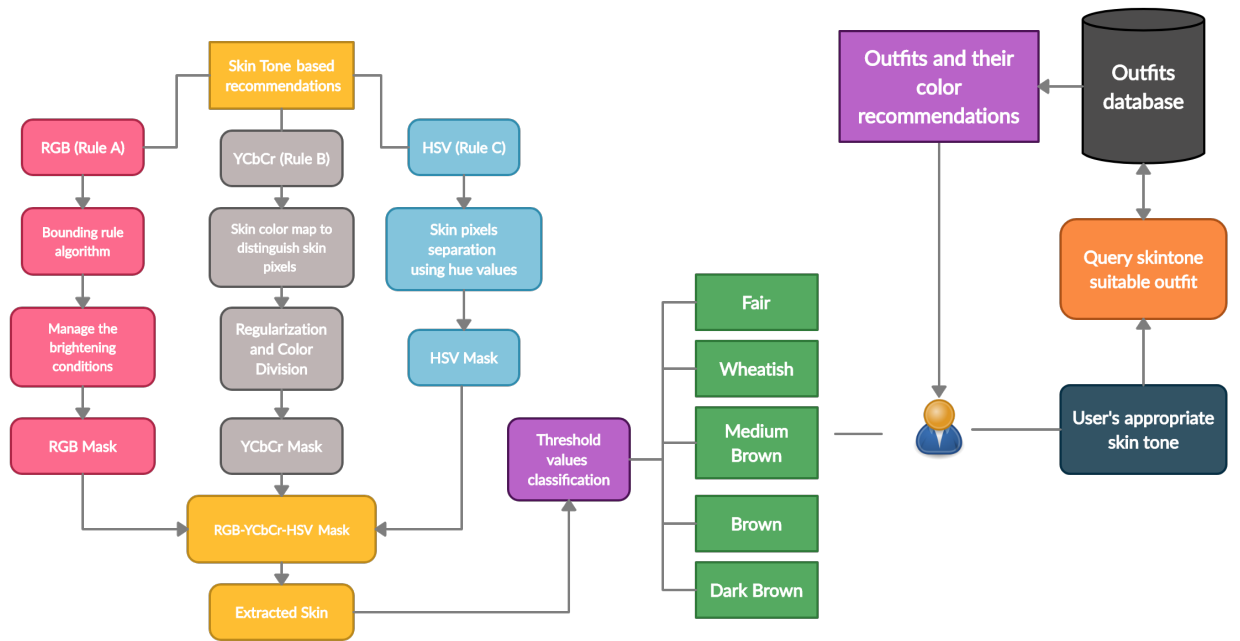 Skin Tone based
recommendations
RGB (Rule A)
Bounding rule
algorithm
Manage the
brightening
conditions
RGB Mask
YCbCr (Rule B)
Skin color map to
distinguish skin
pixels
Regularization
and Color
Division
YCbCr Mask
HSV (Rule C)
Skin pixels
separation
using hue values
HSV Mask
RGB-YCbCr-HSV Mask
Extracted Skin
Threshold
values
classification
Fair
Wheatish
Medium
Brown
Brown
Dark Brown
User's appropriate
skin tone
Query skintone
suitable outfit
Outfits
database
Outfits and their
color
recommendations